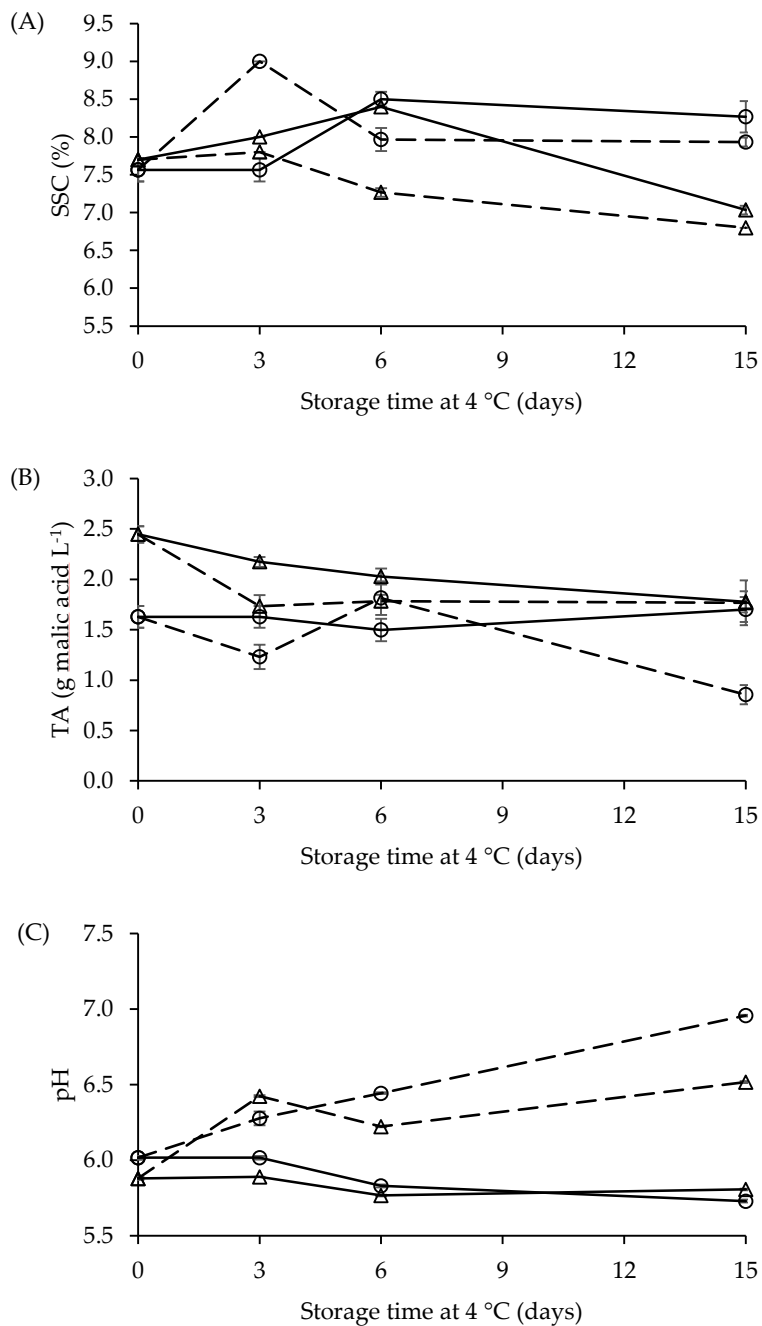 (A)
SSC (%)
9.5
9.0
8.5
8.0
7.5
7.0
6.5
6.0
5.5
0 3 6 9 12 15
Storage time at 4 °C (days)
(B)
TA (g malic acid L-1)
3.0
2.5
2.0
1.5
1.0
0.5
0.0
0 3 6 9 12 15
Storage time at 4 °C (days)
(C)
pH
7.5
7.0
6.5
6.0
5.5
0 3 6 9 12 15
Storage time at 4 °C (days)